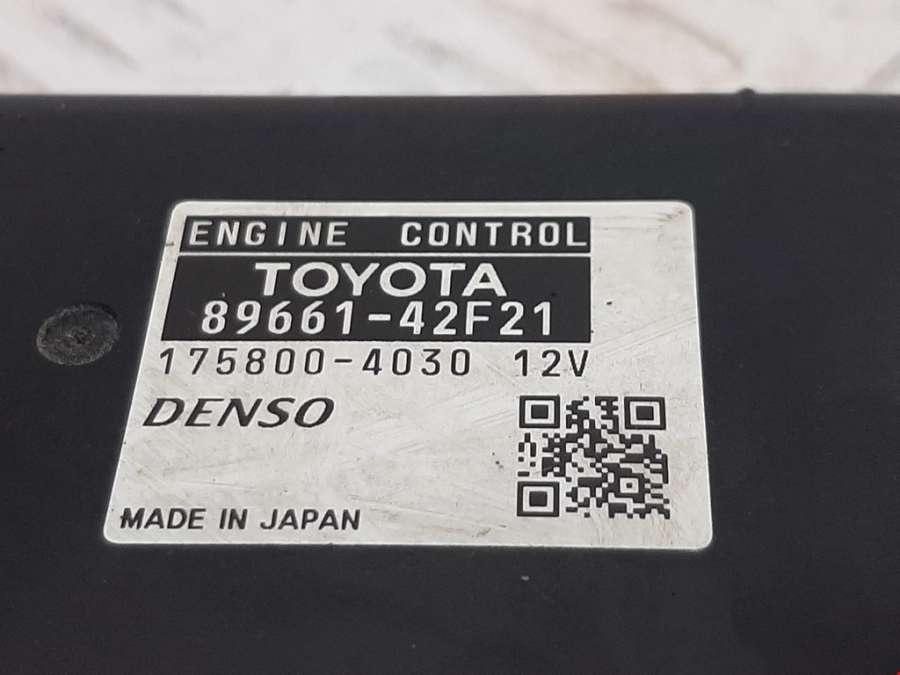 ENGINE CONTROL
TOYOTA
89661-42F21
175800-4030 12V
DENSO
MADE IN JAPAN